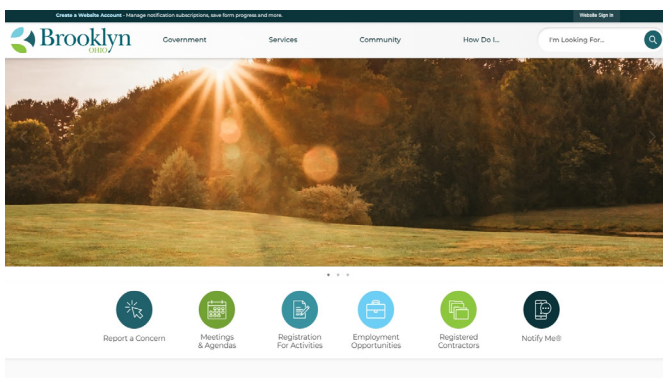 Create a Website Account - Manage notification subscriptions, save form progress and more.
Website Sign In
Brooklyn
OHIO
Government
Services
Community
How Do I...
I'm Looking For...
Report a Concern
Meetings
& Agendas
Registration
For Activities
Employment
Opportunities
Registered
Contractors
Notify Me®